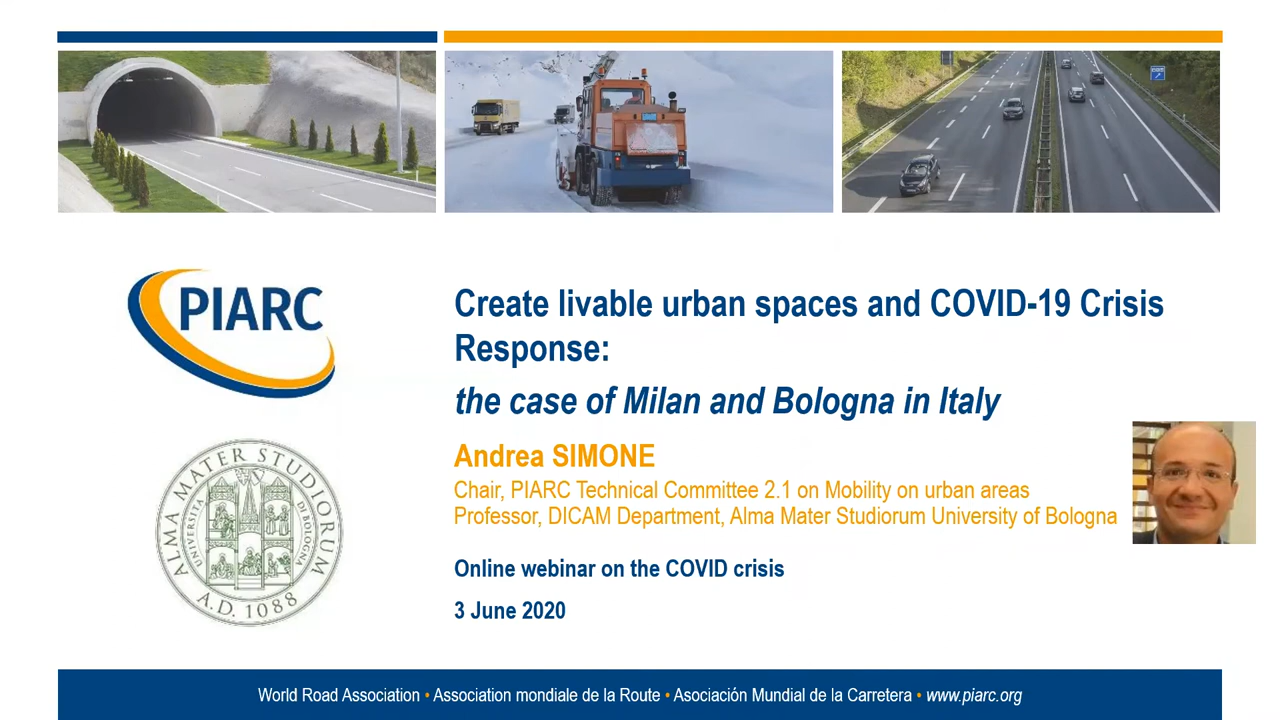 PIARC
Create livable urban spaces and COVID-19 Crisis
Response:
the case of Milan and Bologna in Italy
Andrea SIMONE
Chair, PIARC Technical Committee 2.1 on Mobility on urban areas
Professor, DICAM Department, Alma Mater Studiorum University of Bologna
ALMA MATER STUDIORUM
UNIVERSITA DI BOLOGNA
A.D. 1088
Online webinar on the COVID crisis
3 June 2020
World Road Association • Association mondiale de la Route • Asociación Mundial de la Carretera • www.piarc.org